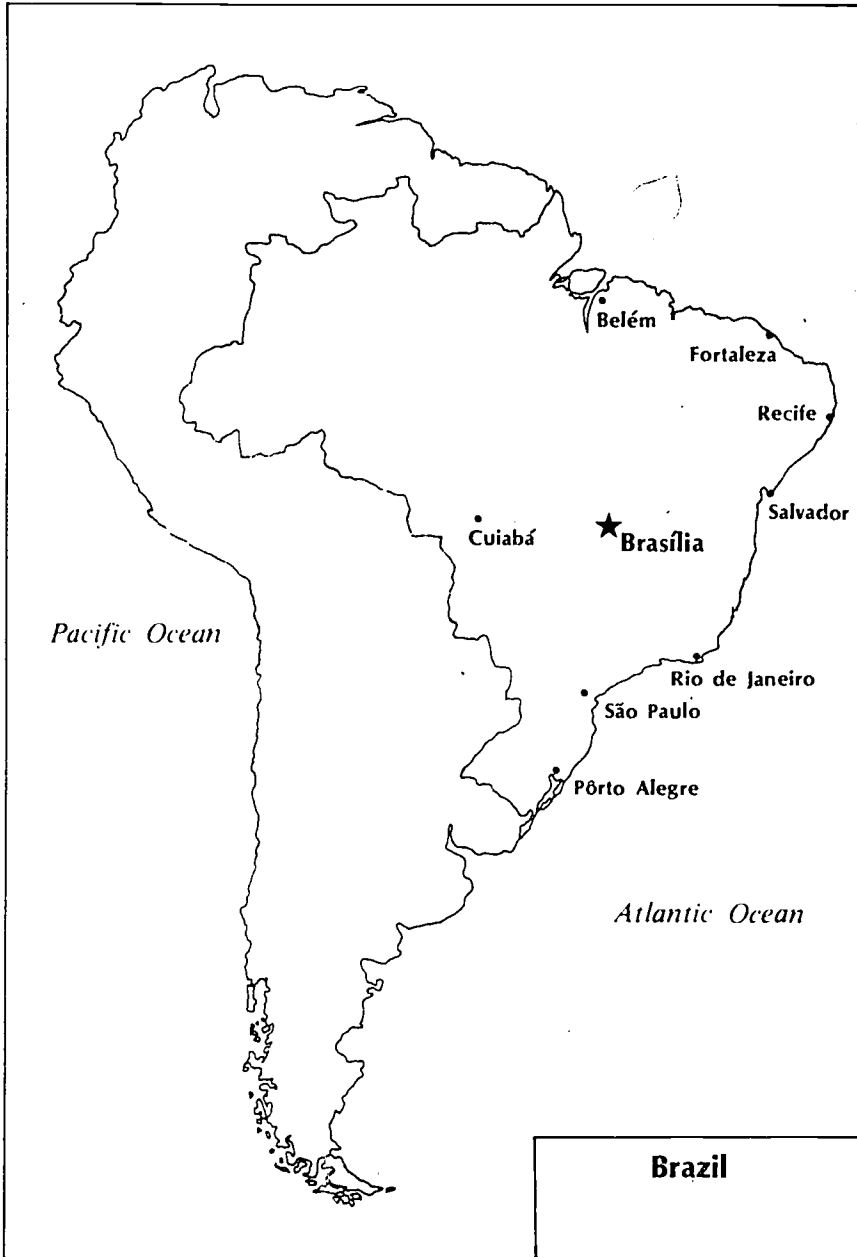 Belém
Fortaleza
Recife
Salvador
Cuiabá
Brasília
Pacific Ocean
Rio de Janeiro
São Paulo
Pôrto Alegre
Atlantic Ocean
Brazil